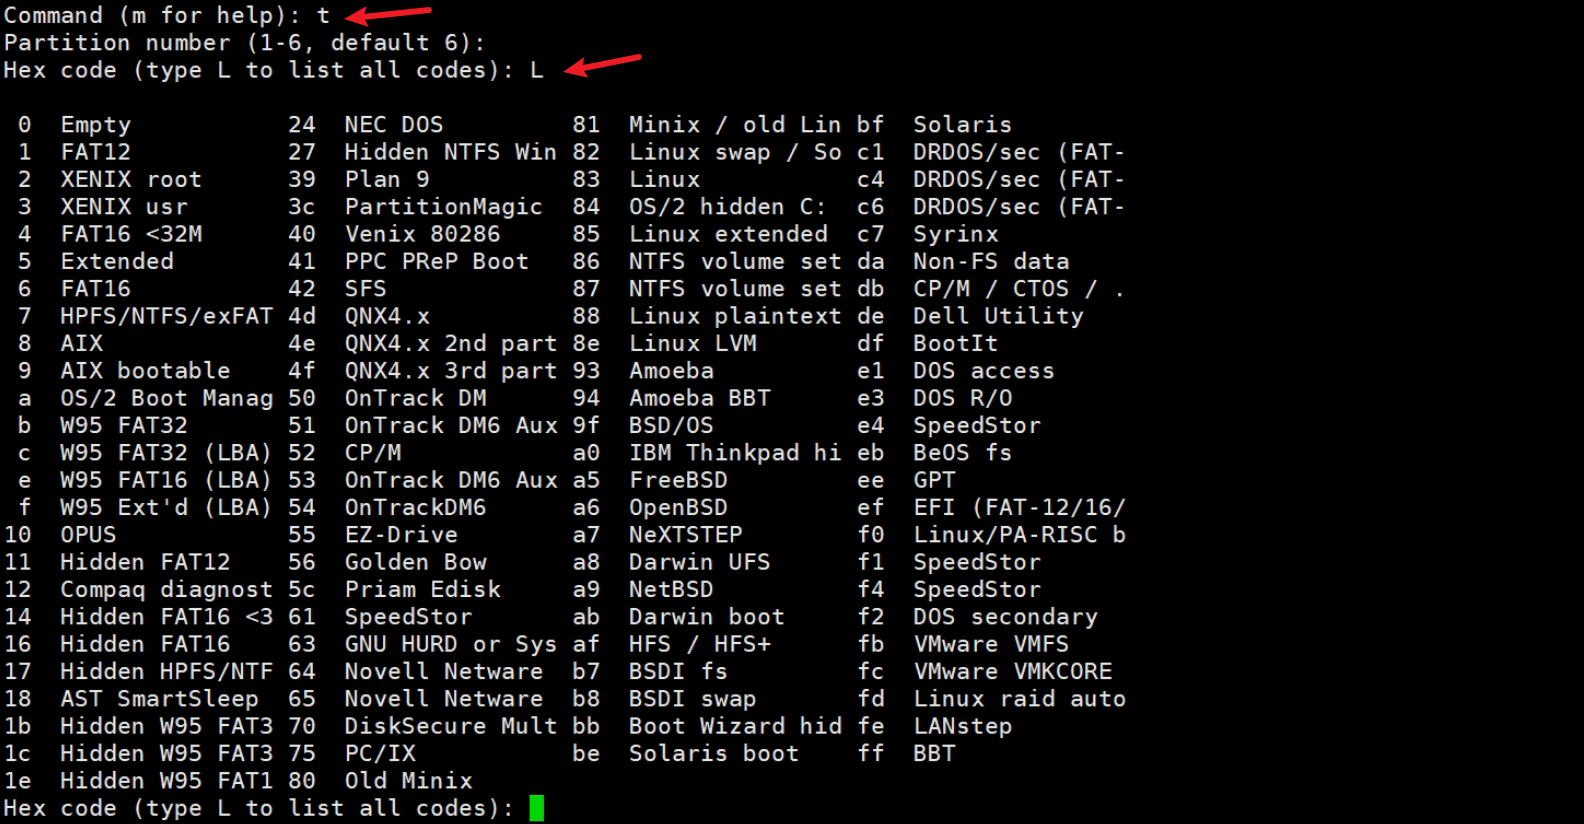 Command (m for help): t
Partition number (1-6, default 6):
Hex code (type L to list all codes): L
 0  Empty           24  NEC DOS         81  Minix / old Lin bf  Solaris
 1  FAT12           27  Hidden NTFS Win 82  Linux swap / So c1  DRDOS/sec (FAT-
 2  XENIX root      39  Plan 9          83  Linux           c4  DRDOS/sec (FAT-
 3  XENIX usr       3c  PartitionMagic  84  OS/2 hidden C:  c6  DRDOS/sec (FAT-
 4  FAT16 <32M      40  Venix 80286     85  Linux extended  c7  Syrinx
 5  Extended        41  PPC PReP Boot   86  NTFS volume set da  Non-FS data
 6  FAT16           42  SFS             87  NTFS volume set db  CP/M / CTOS / .
 7  HPFS/NTFS/exFAT 4d  QNX4.x          88  Linux plaintext de  Dell Utility
 8  AIX             4e  QNX4.x 2nd part 8e  Linux LVM       df  BootIt
 9  AIX bootable    4f  QNX4.x 3rd part 93  Amoeba          e1  DOS access
 a  OS/2 Boot Manag 50  OnTrack DM      94  Amoeba BBT      e3  DOS R/O
 b  W95 FAT32       51  OnTrack DM6 Aux 9f  BSD/OS          e4  SpeedStor
 c  W95 FAT32 (LBA) 52  CP/M            a0  IBM Thinkpad hi eb  BeOS fs
 e  W95 FAT16 (LBA) 53  OnTrack DM6 Aux a5  FreeBSD         ee  GPT
 f  W95 Ext'd (LBA) 54  OnTrackDM6      a6  OpenBSD         ef  EFI (FAT-12/16/
10  OPUS            55  EZ-Drive        a7  NeXTSTEP        f0  Linux/PA-RISC b
11  Hidden FAT12    56  Golden Bow      a8  Darwin UFS      f1  SpeedStor
12  Compaq diagnost 5c  Priam Edisk     a9  NetBSD          f4  SpeedStor
14  Hidden FAT16 <3 61  SpeedStor       ab  Darwin boot     f2  DOS secondary
16  Hidden FAT16    63  GNU HURD or Sys af  HFS / HFS+      fb  VMware VMFS
17  Hidden HPFS/NTF 64  Novell Netware  b7  BSDI fs         fc  VMware VMKCORE
18  AST SmartSleep  65  Novell Netware  b8  BSDI swap       fd  Linux raid auto
1b  Hidden W95 FAT3 70  DiskSecure Mult bb  Boot Wizard hid fe  LANstep
1c  Hidden W95 FAT3 75  PC/IX           be  Solaris boot    ff  BBT
1e  Hidden W95 FAT1 80  Old Minix
Hex code (type L to list all codes):